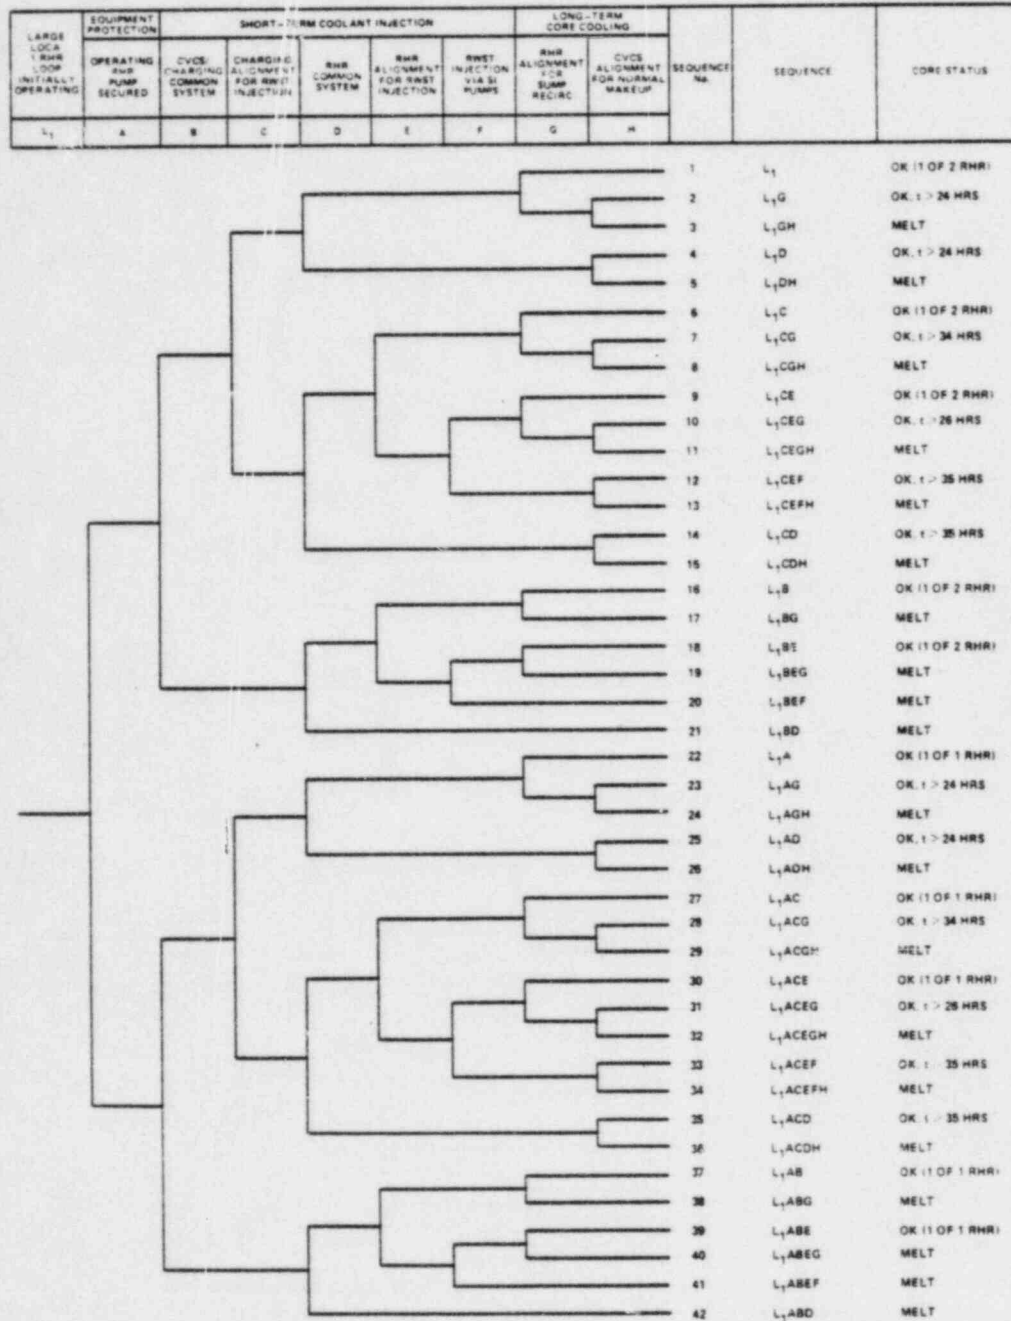 LARGE LOCA 1 RHR LOOP INITIALLY OPERATING
EQUIPMENT PROTECTION
SHORT-TERM COOLANT INJECTION
LONG-TERM CORE COOLING
OPERATING RHR PUMP SECURED
CVCS/ CHARGING COMMON SYSTEM
CHARGING ALIGNMENT FOR RWST INJECTION
RHR COMMON SYSTEM
RHR ALIGNMENT FOR RWST INJECTION
RWST INJECTION VIA SI PUMPS
RHR ALIGNMENT FOR SUMP RECIRC
CVCS ALIGNMENT FOR NORMAL MAKEUP
SEQUENCE No.
SEQUENCE
CORE STATUS
L1 A B C D E F G H
1 L1 OK (1 OF 2 RHR)
2 L1G OK, t > 24 HRS
3 L1GH MELT
4 L1D OK, t > 24 HRS
5 L1DH MELT
6 L1C OK (1 OF 2 RHR)
7 L1CG OK, t > 34 HRS
8 L1CGH MELT
9 L1CE OK (1 OF 2 RHR)
10 L1CEG OK, t > 26 HRS
11 L1CEGH MELT
12 L1CEF OK, t > 35 HRS
13 L1CEFH MELT
14 L1CD OK, t > 35 HRS
15 L1CDH MELT
16 L1B OK (1 OF 2 RHR)
17 L1BG MELT
18 L1BE OK (1 OF 2 RHR)
19 L1BEG MELT
20 L1BEF MELT
21 L1BD MELT
22 L1A OK (1 OF 1 RHR)
23 L1AG OK, t > 24 HRS
24 L1AGH MELT
25 L1AD OK, t > 24 HRS
26 L1ADH MELT
27 L1AC OK (1 OF 1 RHR)
28 L1ACG OK, t > 34 HRS
29 L1ACGH MELT
30 L1ACE OK (1 OF 1 RHR)
31 L1ACEG OK, t > 26 HRS
32 L1ACEGH MELT
33 L1ACEF OK, t > 35 HRS
34 L1ACEFH MELT
35 L1ACD OK, t > 35 HRS
36 L1ACDH MELT
37 L1AB OK (1 OF 1 RHR)
38 L1ABG MELT
39 L1ABE OK (1 OF 1 RHR)
40 L1ABEG MELT
41 L1ABEF MELT
42 L1ABD MELT